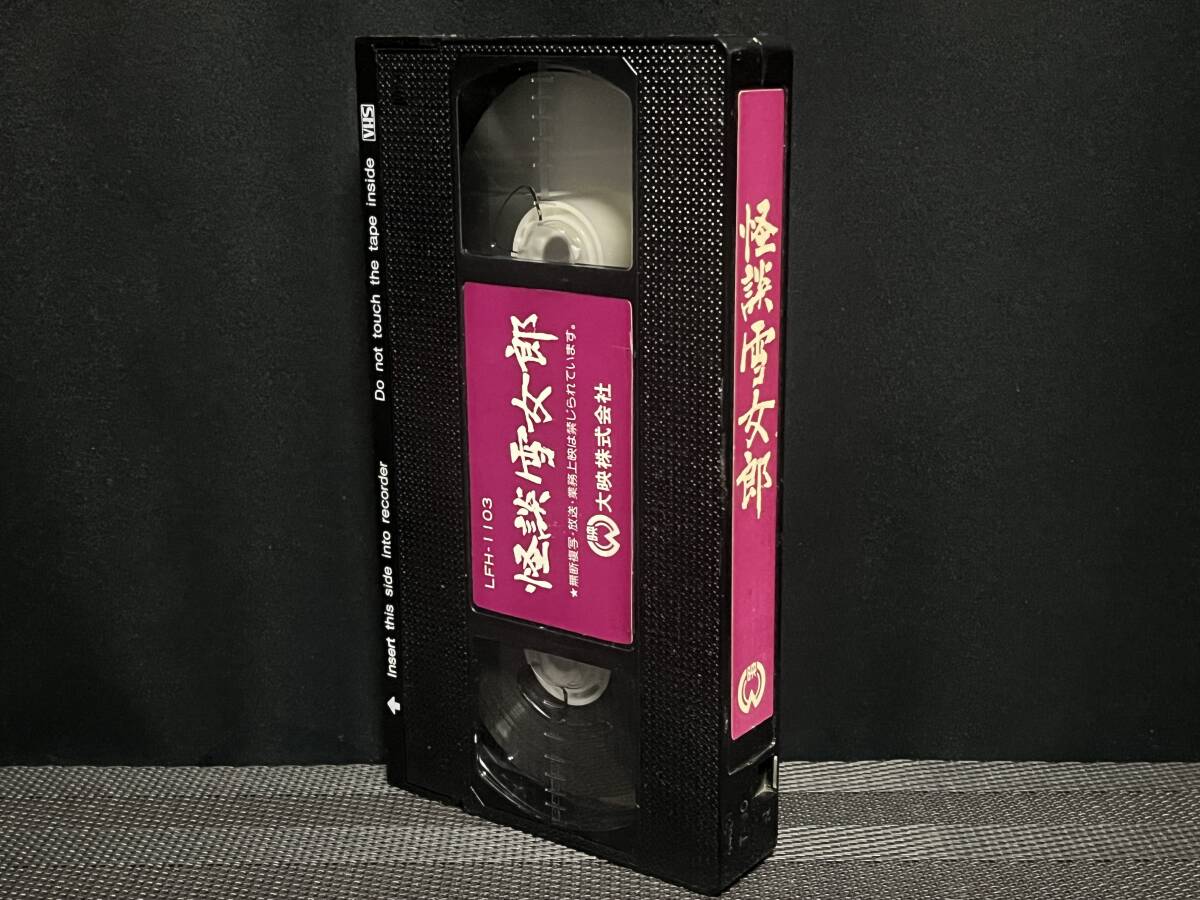 VHS
Insert this side into recorder
Do not touch the tape inside
LFH-1103
怪談雪女郎
★無断複写・放送・業務上映は禁じられています。
映
大映株式会社
怪談雪女郎
映